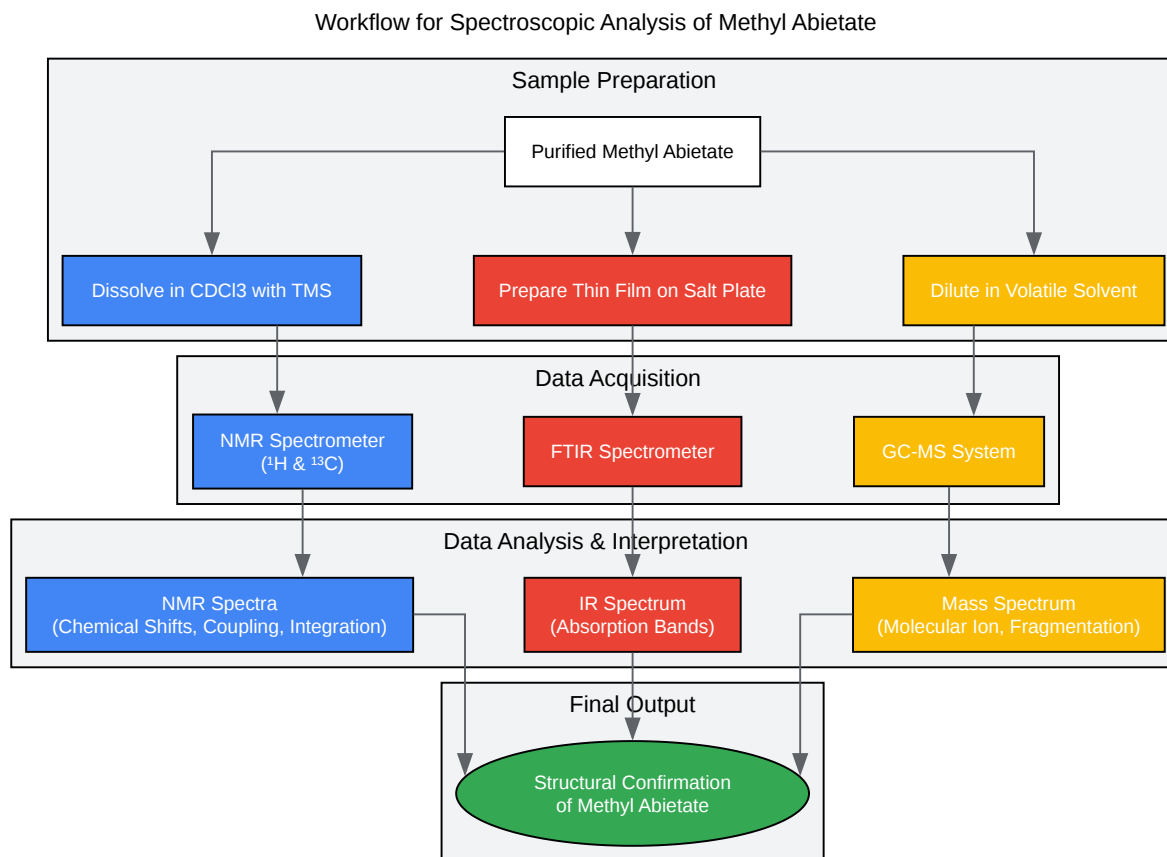 Workflow for Spectroscopic Analysis of Methyl Abietate
Sample Preparation
Purified Methyl Abietate
Dissolve in CDCl3 with TMS
Prepare Thin Film on Salt Plate
Dilute in Volatile Solvent
Data Acquisition
NMR Spectrometer
(¹H & ¹³C)
FTIR Spectrometer
GC-MS System
Data Analysis & Interpretation
NMR Spectra
(Chemical Shifts, Coupling, Integration)
IR Spectrum
(Absorption Bands)
Mass Spectrum
(Molecular Ion, Fragmentation)
Final Output
Structural Confirmation
of Methyl Abietate